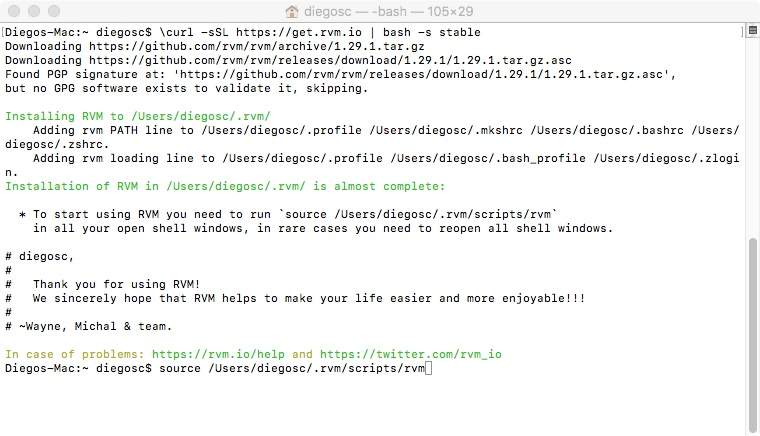 diegosc — -bash — 105×29
[Diegos-Mac:~ diegosc$ \curl -sSL https://get.rvm.io | bash -s stable ]
Downloading https://github.com/rvm/rvm/archive/1.29.1.tar.gz
Downloading https://github.com/rvm/rvm/releases/download/1.29.1/1.29.1.tar.gz.asc
Found PGP signature at: 'https://github.com/rvm/rvm/releases/download/1.29.1/1.29.1.tar.gz.asc',
but no GPG software exists to validate it, skipping.
Installing RVM to /Users/diegosc/.rvm/
Adding rvm PATH line to /Users/diegosc/.profile /Users/diegosc/.mkshrc /Users/diegosc/.bashrc /Users/
diegosc/.zshrc.
Adding rvm loading line to /Users/diegosc/.profile /Users/diegosc/.bash_profile /Users/diegosc/.zlogi
n.
Installation of RVM in /Users/diegosc/.rvm/ is almost complete:
* To start using RVM you need to run `source /Users/diegosc/.rvm/scripts/rvm`
in all your open shell windows, in rare cases you need to reopen all shell windows.
# diegosc,
#
# Thank you for using RVM!
# We sincerely hope that RVM helps to make your life easier and more enjoyable!!!
#
# ~Wayne, Michal & team.
In case of problems: https://rvm.io/help and https://twitter.com/rvm_io
Diegos-Mac:~ diegosc$ source /Users/diegosc/.rvm/scripts/rvm